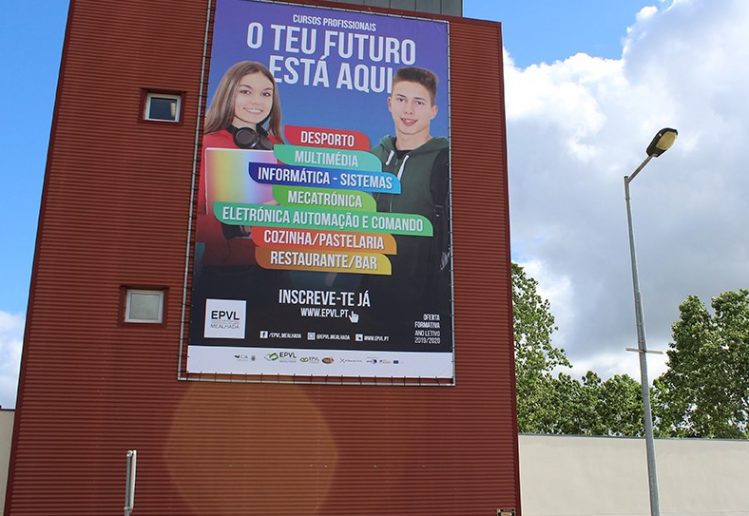 CURSOS PROFISSIONAIS
O TEU FUTURO
ESTÁ AQUI
DESPORTO
MULTIMÉDIA
INFORMÁTICA - SISTEMAS
MECATRÓNICA
ELETRÓNICA AUTOMAÇÃO E COMANDO
COZINHA/PASTELARIA
RESTAURANTE/BAR
INSCREVE-TE JÁ
WWW.EPVL.PT
EPVL
MEALHADA
/EPVL.MEALHADA
@EPVL.MEALHADA
WWW.EPVL.PT
OFERTA
FORMATIVA
ANO LETIVO
2019/2020
EPVL
EPVL